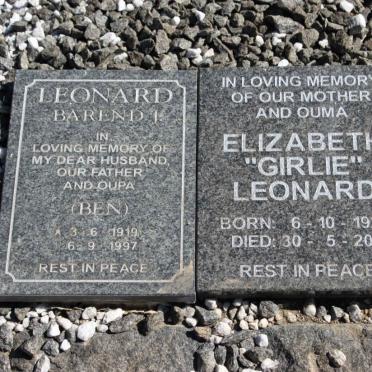 LEONARD
BAREND J.
IN
LOVING MEMORY OF
MY DEAR HUSBAND,
OUR FATHER
AND OUPA
(BEN)
3-6-1919
6-9-1997
REST IN PEACE
IN LOVING MEMORY
OF OUR MOTHER
AND OUMA
ELIZABETH
"GIRLIE"
LEONARD
BORN: 6-10-19
DIED: 30-5-20
REST IN PEACE